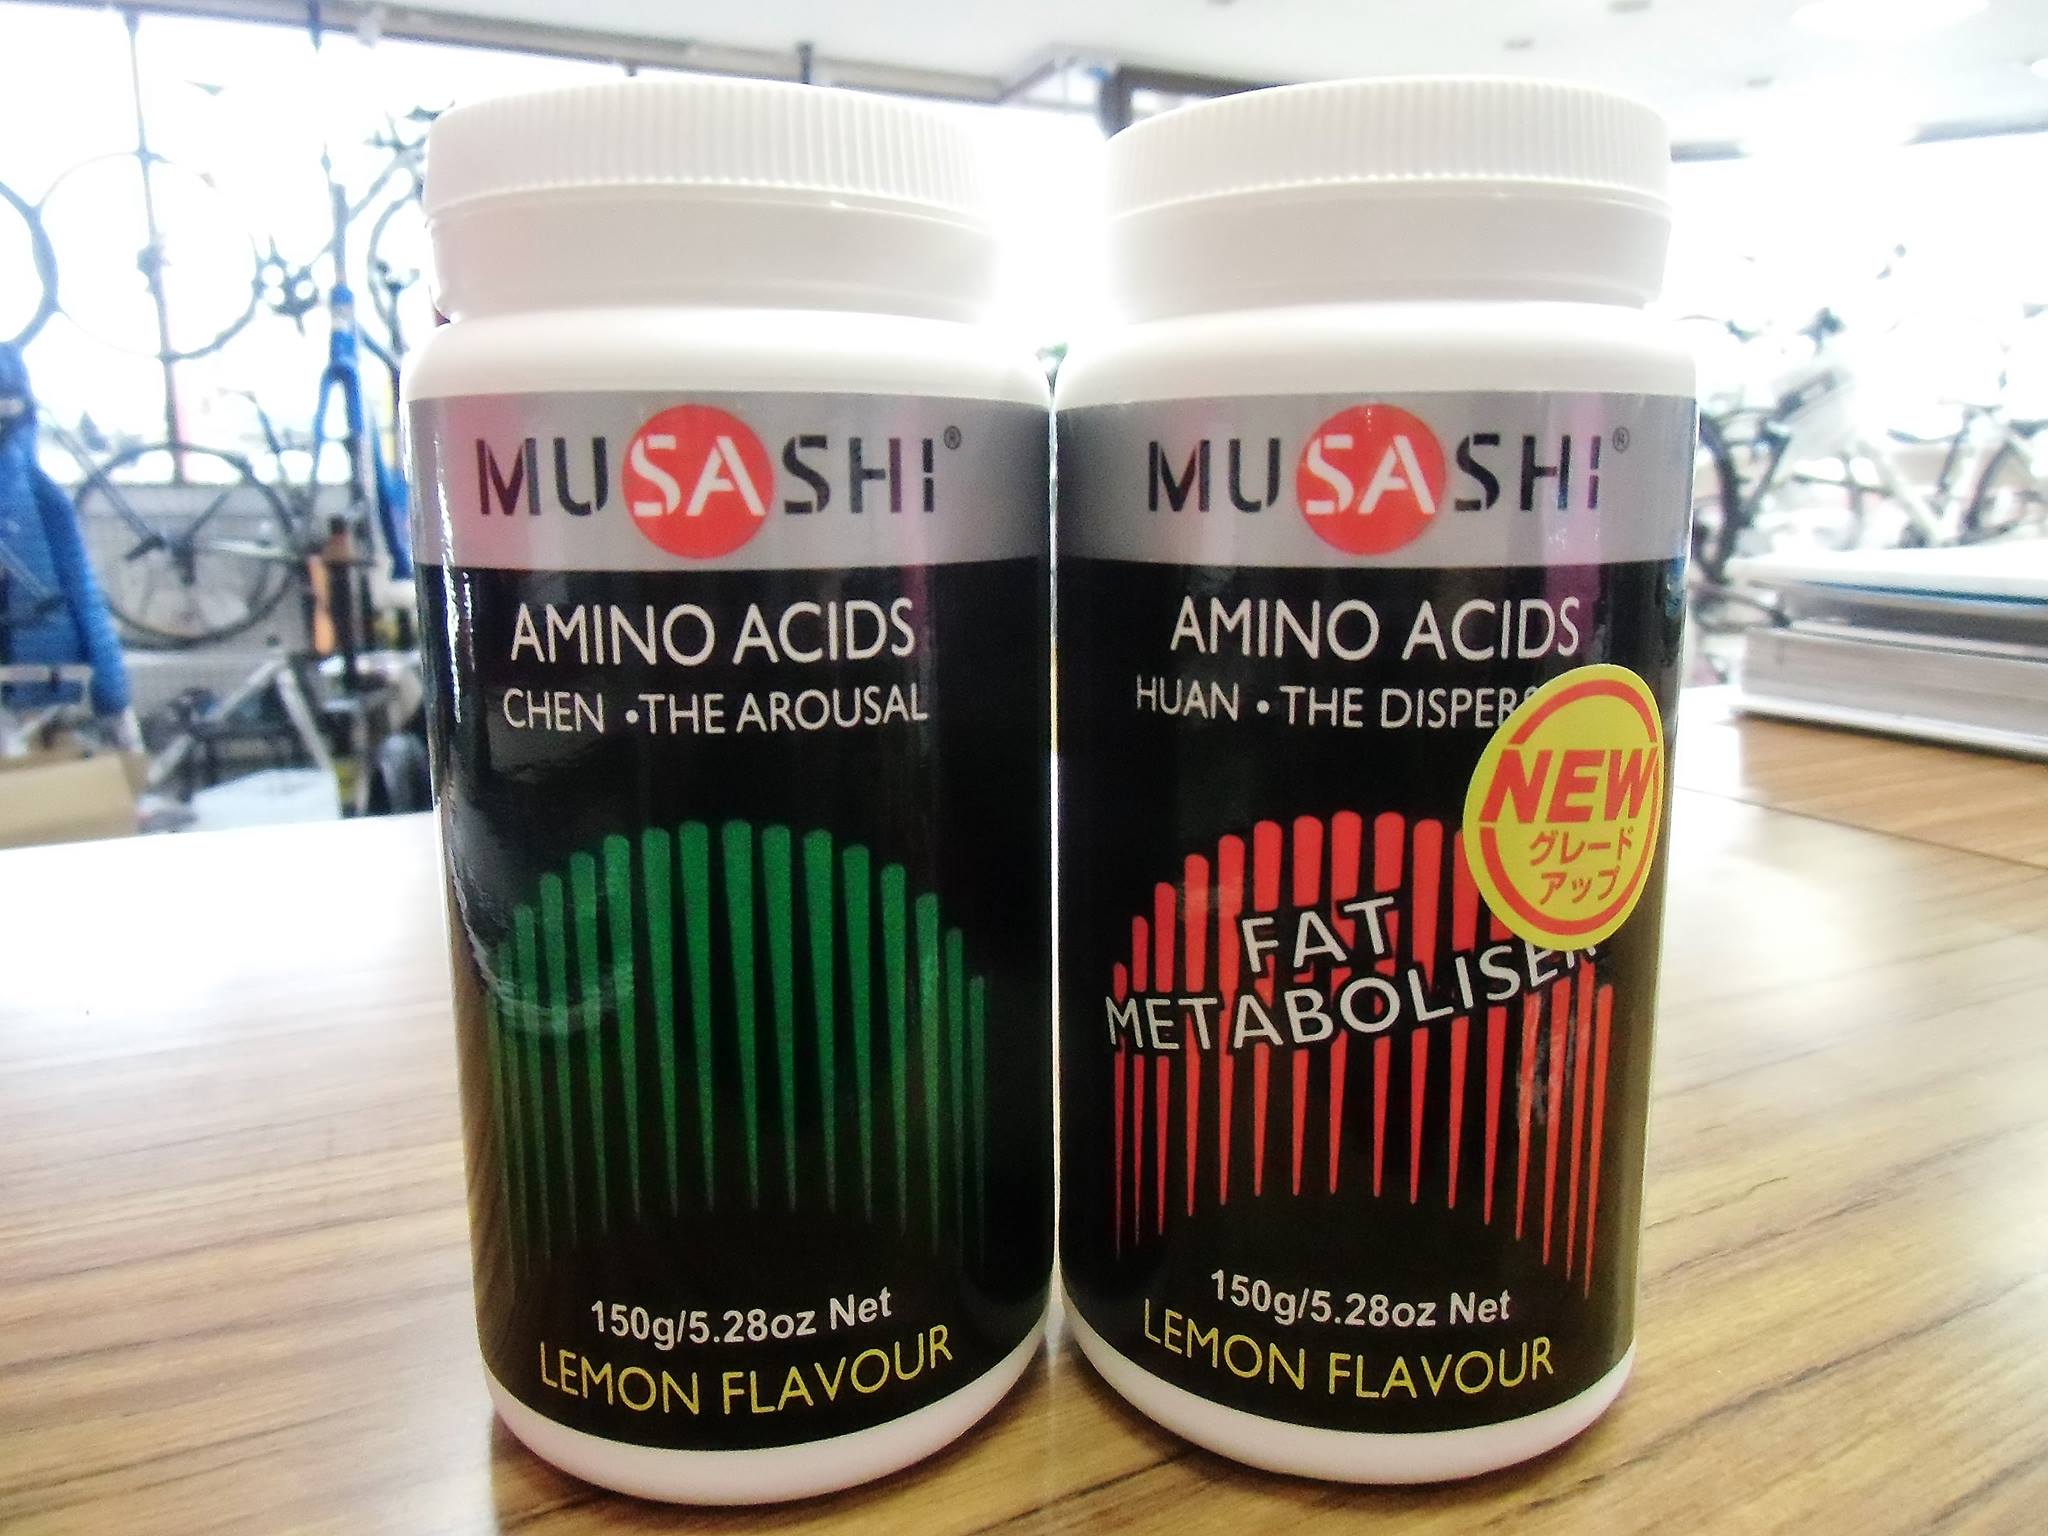 MUSASHI®
AMINO ACIDS
CHEN • THE AROUSAL
150g/5.28oz Net
LEMON FLAVOUR
MUSASHI®
AMINO ACIDS
HUAN • THE
NEW
グレード
アップ
FAT
METABOLISER
150g/5.28oz Net
LEMON FLAVOUR